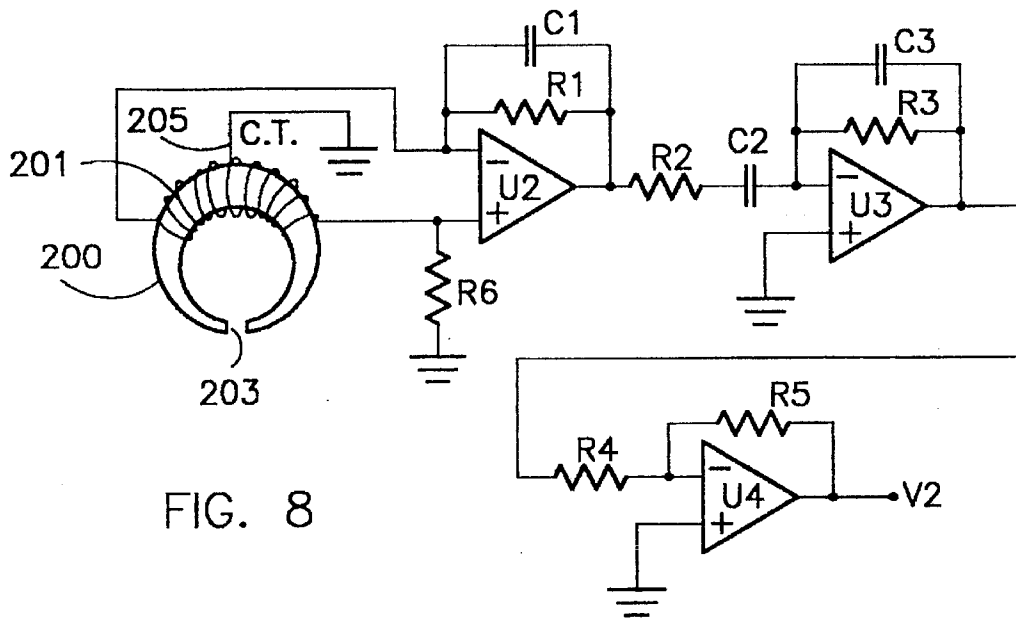 C1
R1
C3
R3
205
C.T.
201
-
U2
+
R2
C2
-
U3
+
200
R6
203
R4
R5
-
U4
+
V2
FIG. 8